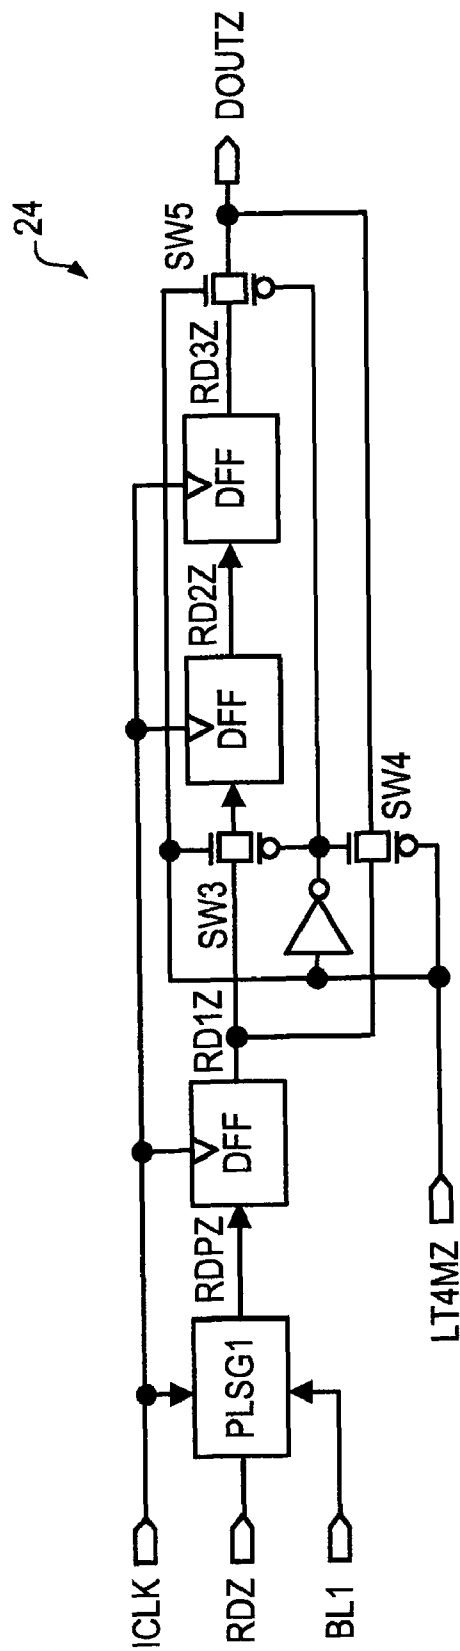 24
ICLK
RDZ
BL1
PLSG1
RDPZ
DFF
RD1Z
SW3
DFF
RD2Z
DFF
RD3Z
SW5
DOUTZ
SW4
LT4MZ